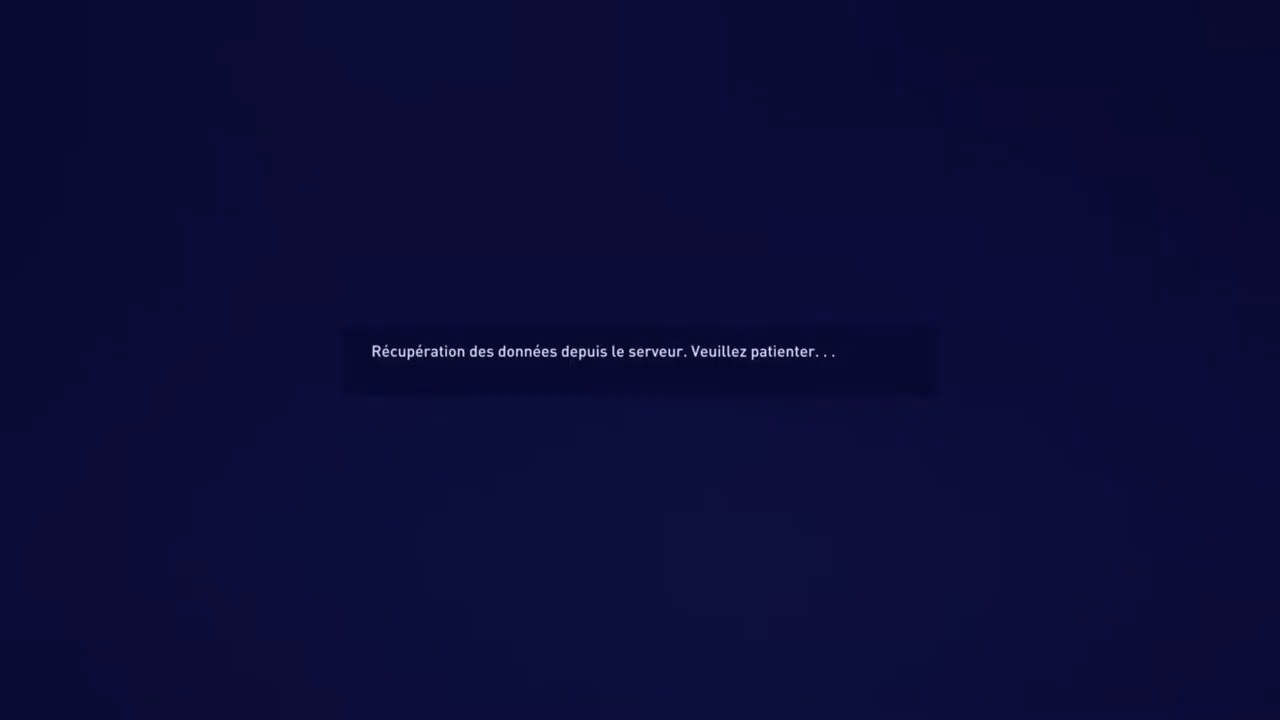 Récupération des données depuis le serveur. Veuillez patienter. . .